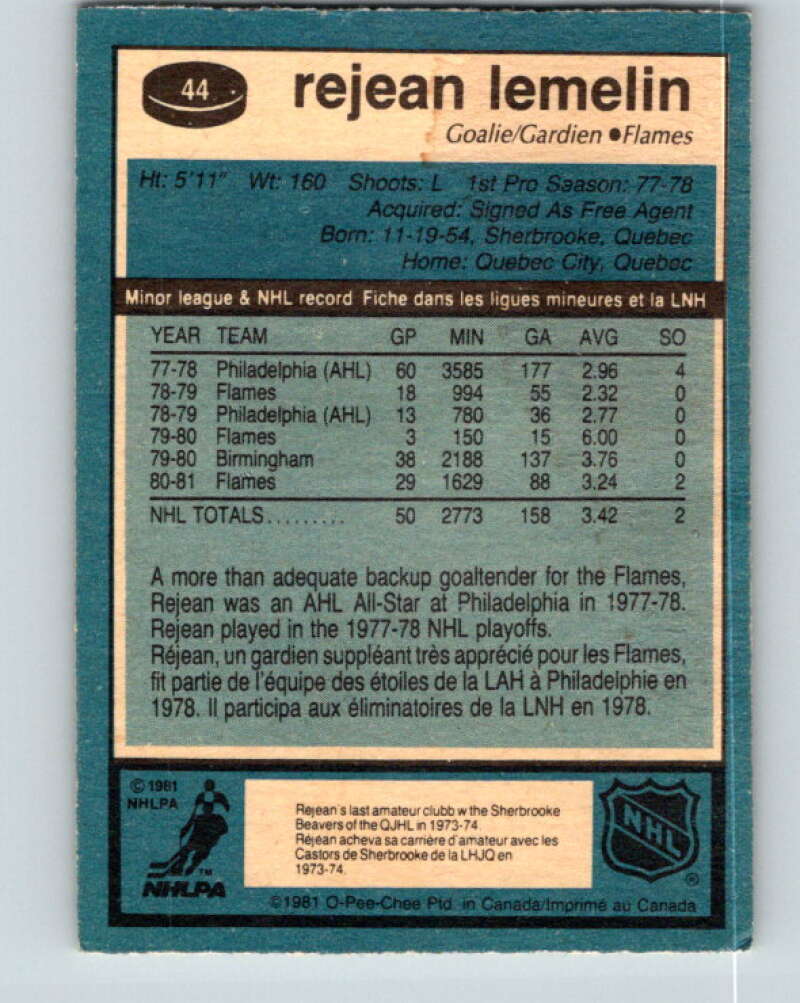 44
rejean lemelin
Goalie/Gardien ●Flames
Ht: 5'11" Wt: 160 Shoots: L 1st Pro Season: 77-78
Acquired: Signed As Free Agent
Born: 11-19-54, Sherbrooke, Quebec
Home: Quebec City, Quebec
Minor league & NHL record Fiche dans les ligues mineures et la LNH
YEAR TEAM GP MIN GA AVG SO
77-78 Philadelphia (AHL) 60 3585 177 2.96 4
78-79 Flames 18 994 55 2.32 0
78-79 Philadelphia (AHL) 13 780 36 2.77 0
79-80 Flames 3 150 15 6.00 0
79-80 Birmingham 38 2188 137 3.76 0
80-81 Flames 29 1629 88 3.24 2
NHL TOTALS......... 50 2773 158 3.42 2
A more than adequate backup goaltender for the Flames,
Rejean was an AHL All-Star at Philadelphia in 1977-78.
Rejean played in the 1977-78 NHL playoffs.
Réjean, un gardien suppléant très apprécié pour les Flames,
fit partie de l'équipe des étoiles de la LAH à Philadelphie en
1978. Il participa aux éliminatoires de la LNH en 1978.
© 1981
NHLPA
TM
NHLPA
Rejean's last amateur clubb w the Sherbrooke
Beavers of the QJHL in 1973-74.
Réjean acheva sa carrière d'amateur avec les
Castors de Sherbrooke de la LHJQ en
1973-74.
NHL
®
©1981 O-Pee-Chee Ptd. in Canada/Imprimé au Canada